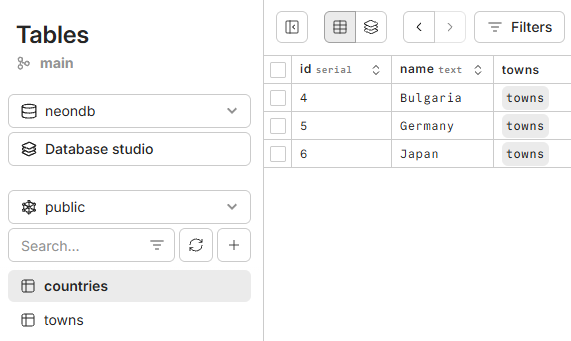 Tables
main
neondb
Database studio
public
Search...
countries
towns
Filters
id serial name text towns
4 Bulgaria towns
5 Germany towns
6 Japan towns